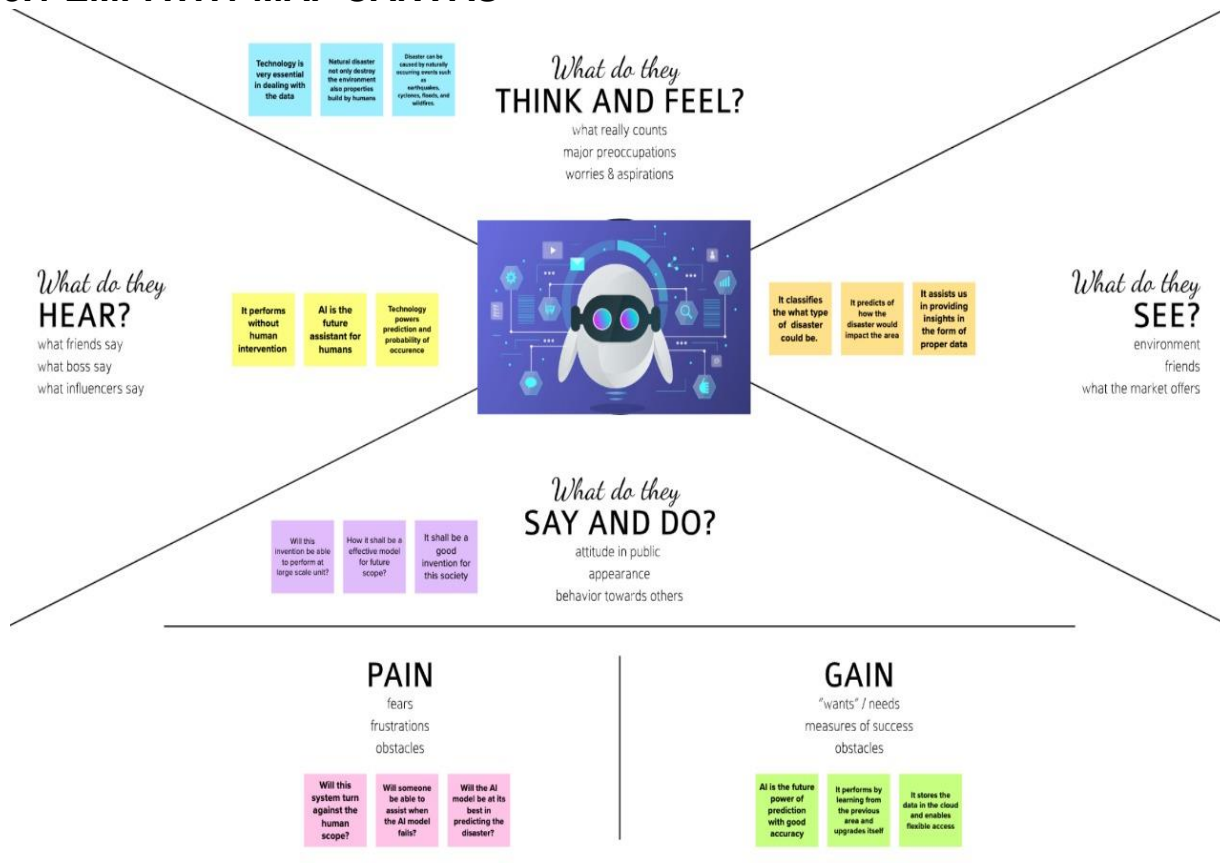 EMPATHY MAP CANVAS
Technology is
very essential
in dealing with
the data
Natural disaster
not only destroy
the environment
also properties
build by humans
Disaster can be
caused by naturally
occurring events such
as
earthquakes,
cyclones, floods, and
wildfires.
What do they
THINK AND FEEL?
what really counts
major preoccupations
worries & aspirations
What do they
HEAR?
what friends say
what boss say
what influencers say
It performs
without
human
intervention
AI is the
future
assistant for
humans
Technology
powers
prediction and
probability of
occurence
It classifies
the what type
of disaster
could be.
It predicts of
how the
disaster would
impact the area
It assists us
in providing
insights in
the form of
proper data
What do they
SEE?
environment
friends
what the market offers
What do they
SAY AND DO?
attitude in public
appearance
behavior towards others
Will this
invention be able
to perform at
large scale unit?
How it shall be a
effective model
for future
scope?
It shall be a
good
invention for
this society
PAIN
fears
frustrations
obstacles
Will this
system turn
against the
human
scope?
Will someone
be able to
assist when
the AI model
fails?
Will the AI
model be at its
best in
predicting the
disaster?
GAIN
"wants" / needs
measures of success
obstacles
AI is the future
power of
prediction
with good
accuracy
It performs by
learning from
the previous
area and
upgrades itself
It stores the
data in the cloud
and enables
flexible access